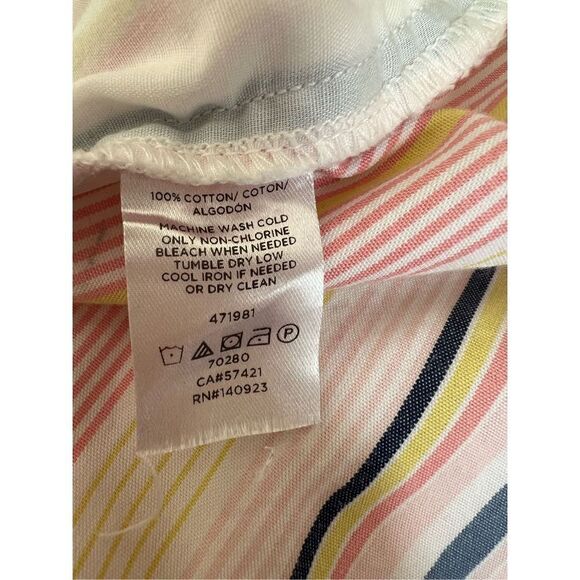 100% COTTON/ COTON/
ALGODÓN
MACHINE WASH COLD
ONLY NON-CHLORINE
BLEACH WHEN NEEDED
TUMBLE DRY LOW
COOL IRON IF NEEDED
OR DRY CLEAN
471981
P
70280
CA#57421
RN#140923